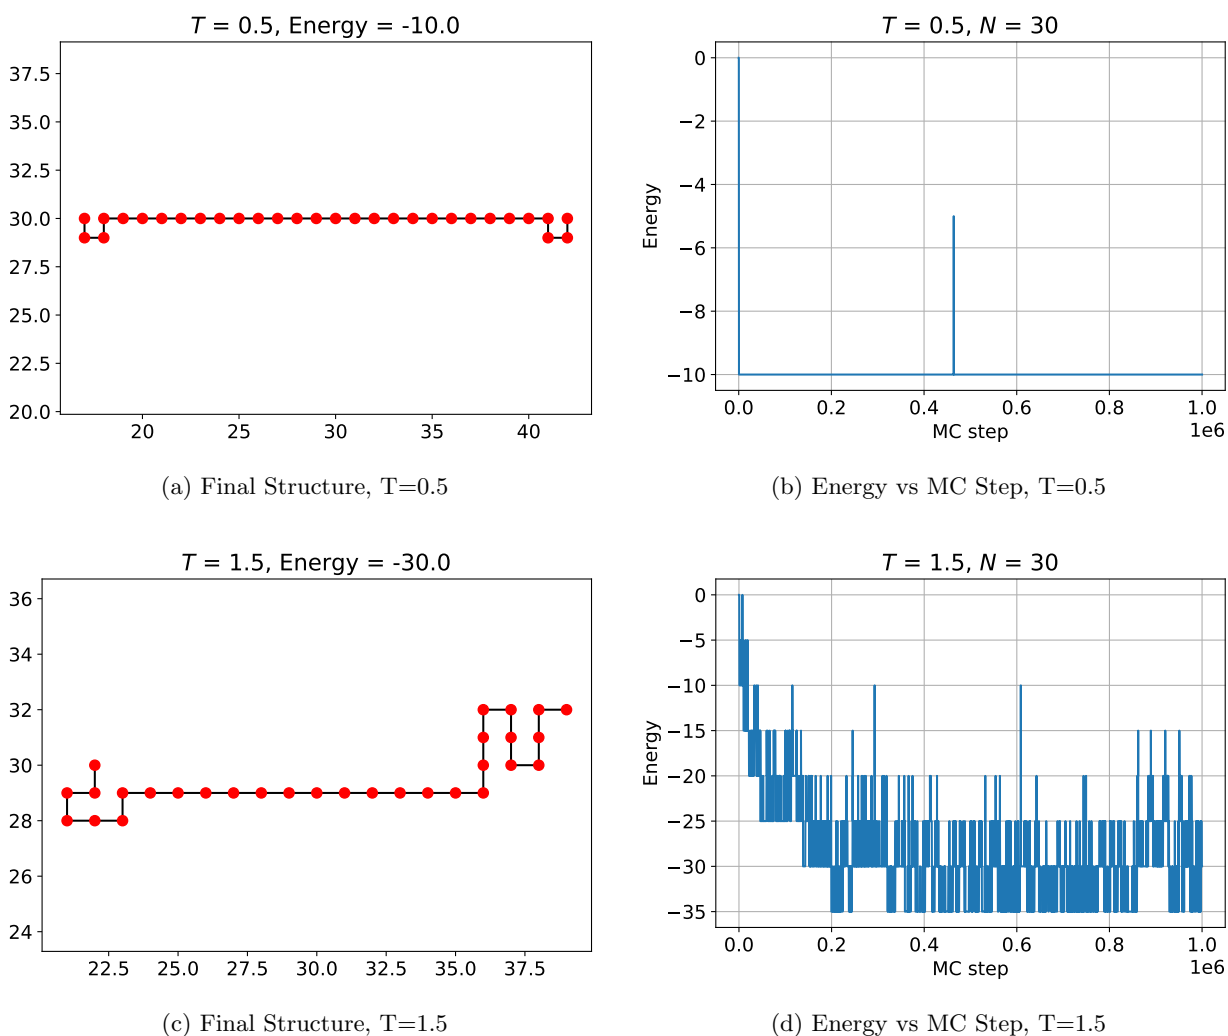 T = 0.5, Energy = -10.0
37.5
35.0
32.5
30.0
27.5
25.0
22.5
20.0
20 25 30 35 40
(a) Final Structure, T=0.5
T = 0.5, N = 30
Energy
0
−2
−4
−6
−8
−10
0.0 0.2 0.4 0.6 0.8 1.0
1e6
MC step
(b) Energy vs MC Step, T=0.5
T = 1.5, Energy = -30.0
36
34
32
30
28
26
24
22.5 25.0 27.5 30.0 32.5 35.0 37.5
(c) Final Structure, T=1.5
T = 1.5, N = 30
Energy
0
−5
−10
−15
−20
−25
−30
−35
0.0 0.2 0.4 0.6 0.8 1.0
1e6
MC step
(d) Energy vs MC Step, T=1.5